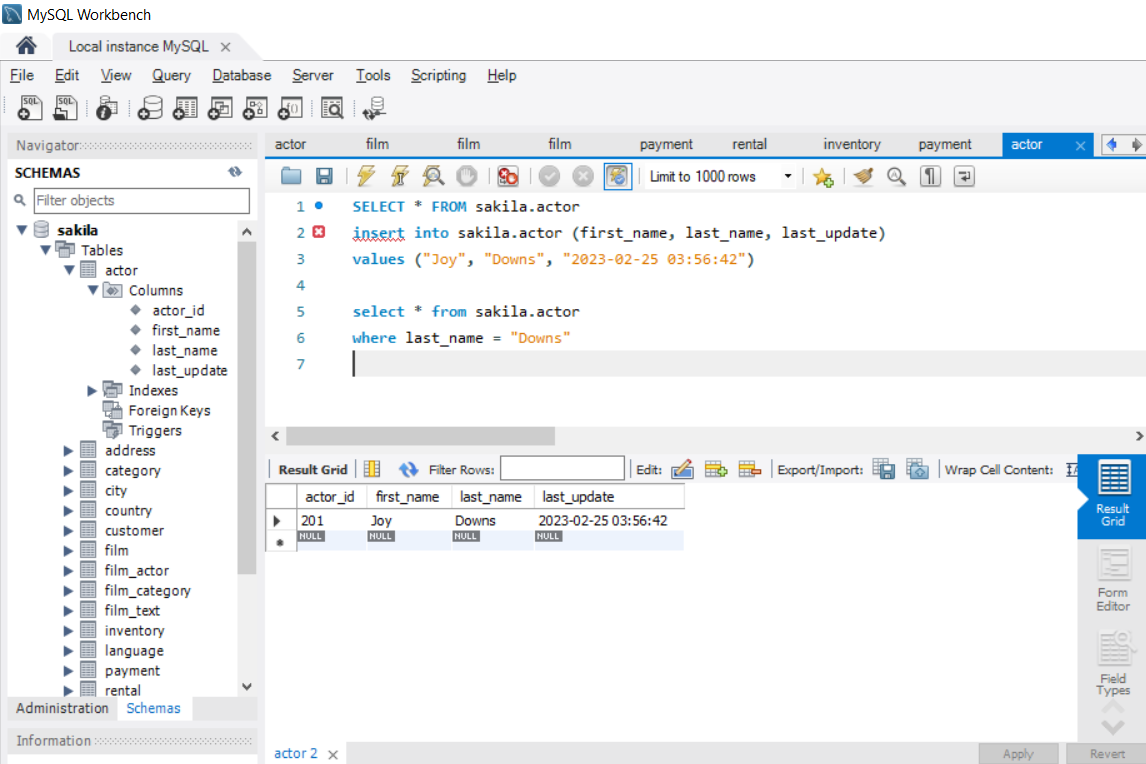 MySQL Workbench
Local instance MySQL
File Edit View Query Database Server Tools Scripting Help
Navigator
SCHEMAS
Filter objects
sakila
Tables
actor
Columns
actor_id
first_name
last_name
last_update
Indexes
Foreign Keys
Triggers
address
category
city
country
customer
film
film_actor
film_category
film_text
inventory
language
payment
rental
Administration Schemas
Information
actor film film film payment rental inventory payment actor
Limit to 1000 rows
1 SELECT * FROM sakila.actor
2 insert into sakila.actor (first_name, last_name, last_update)
3 values ("Joy", "Downs", "2023-02-25 03:56:42")
4
5 select * from sakila.actor
6 where last_name = "Downs"
7
Result Grid Filter Rows: Edit: Export/Import: Wrap Cell Content:
actor_id first_name last_name last_update
201 Joy Downs 2023-02-25 03:56:42
NULL NULL NULL NULL
Result
Grid
Form
Editor
Field
Types
actor 2
Apply Revert